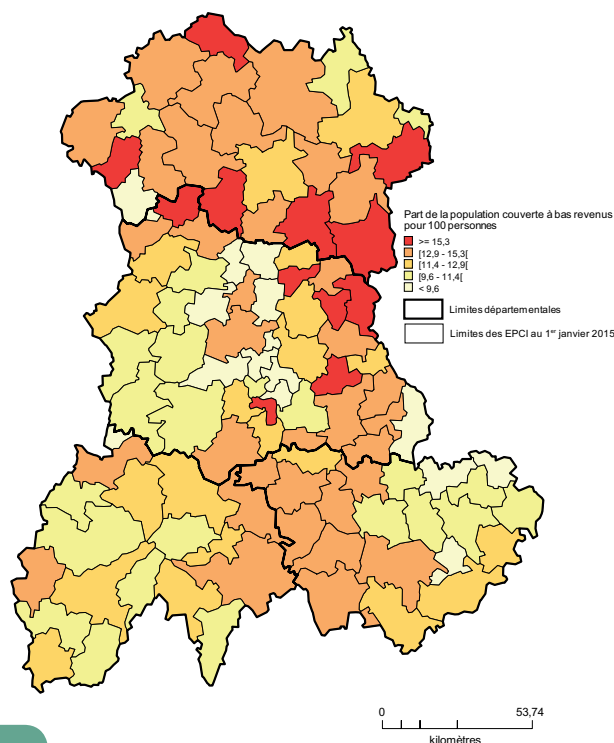 Part de la population couverte à bas revenus
pour 100 personnes
>= 15,3
[12,9 - 15,3[
[11,4 - 12,9[
[9,6 - 11,4[
< 9,6
Limites départementales
Limites des EPCI au 1er janvier 2015
0 53,74
kilomètres